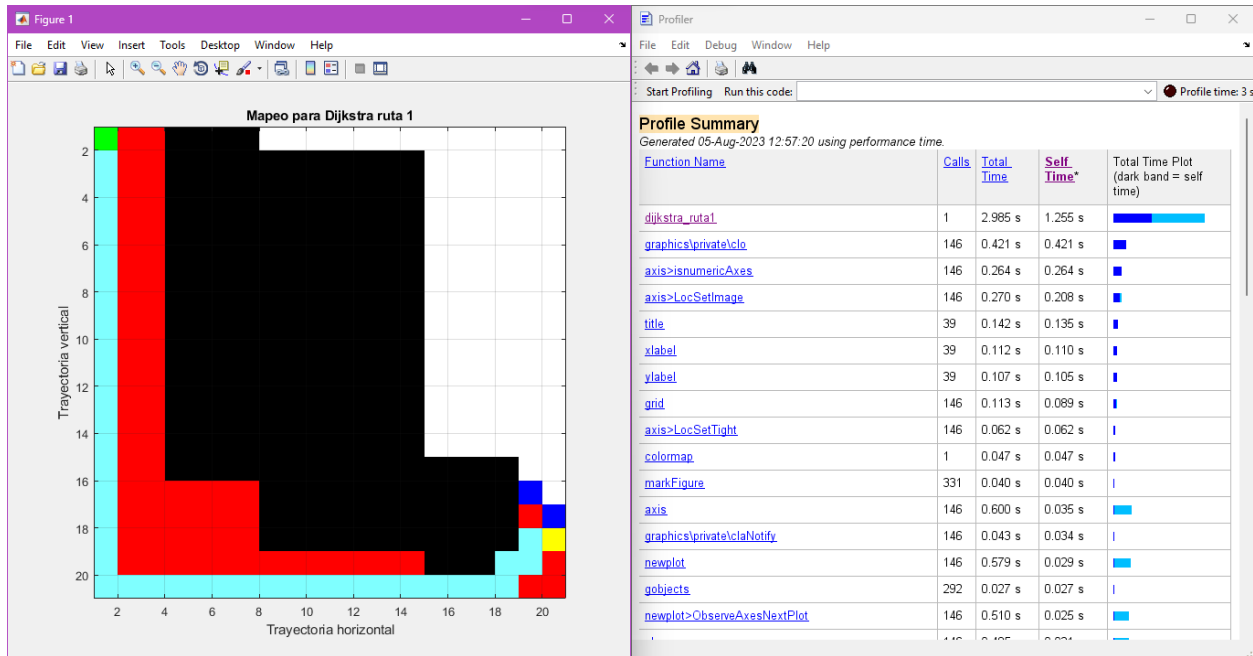 Figure 1
File Edit View Insert Tools Desktop Window Help
Mapeo para Dijkstra ruta 1
2
4
6
8
10
12
14
16
18
20
Trayectoria vertical
2 4 6 8 10 12 14 16 18 20
Trayectoria horizontal
Profiler
File Edit Debug Window Help
Start Profiling Run this code: Profile time: 3 s
Profile Summary
Generated 05-Aug-2023 12:57:20 using performance time.
Function Name Calls Total Time Self Time* Total Time Plot
(dark band = self
time)
dijkstra_ruta1 1 2.985 s 1.255 s
graphics\private\clo 146 0.421 s 0.421 s
axis>isnumericAxes 146 0.264 s 0.264 s
axis>LocSetImage 146 0.270 s 0.208 s
title 39 0.142 s 0.135 s
xlabel 39 0.112 s 0.110 s
ylabel 39 0.107 s 0.105 s
grid 146 0.113 s 0.089 s
axis>LocSetTight 146 0.062 s 0.062 s
colormap 1 0.047 s 0.047 s
markFigure 331 0.040 s 0.040 s
axis 146 0.600 s 0.035 s
graphics\private\claNotify 146 0.043 s 0.034 s
newplot 146 0.579 s 0.029 s
gobjects 292 0.027 s 0.027 s
newplot>ObserveAxesNextPlot 146 0.510 s 0.025 s